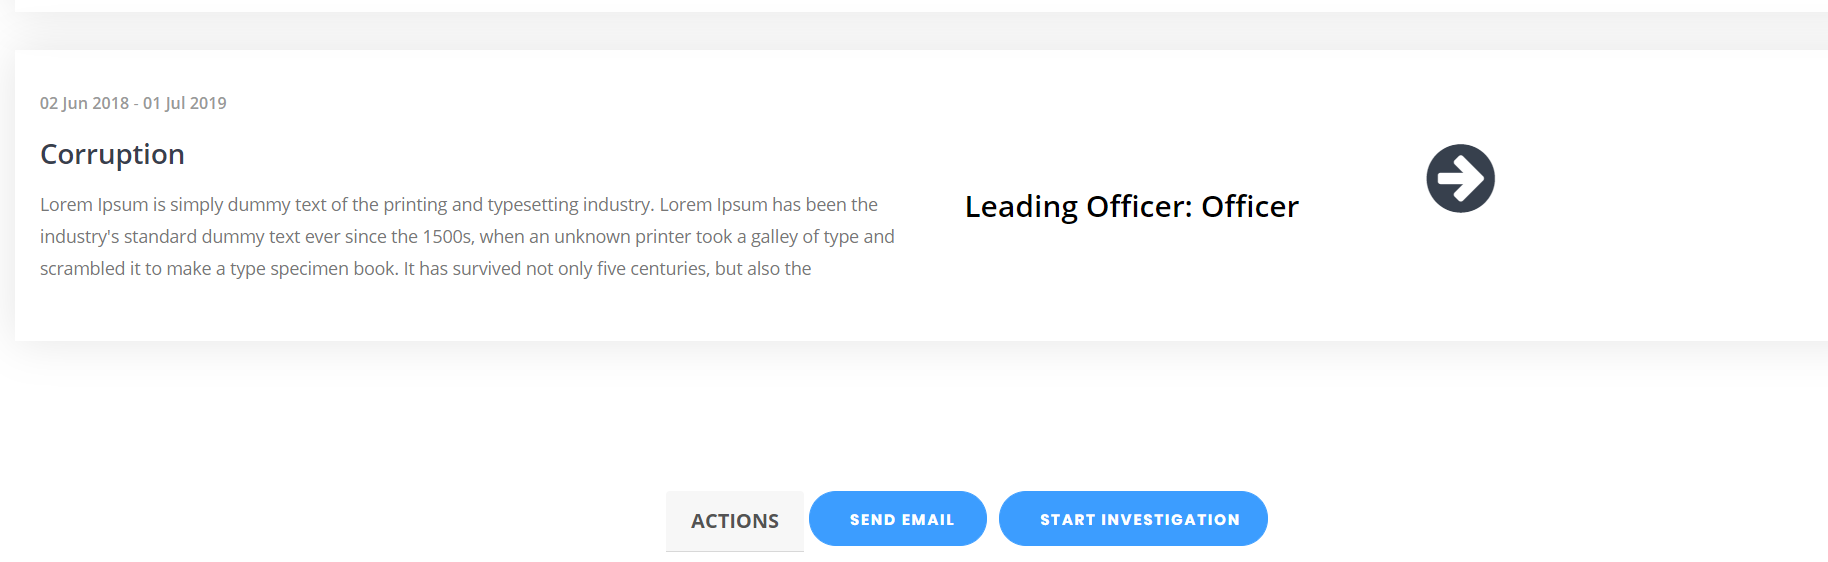 02 Jun 2018 - 01 Jul 2019
Corruption
Lorem Ipsum is simply dummy text of the printing and typesetting industry. Lorem Ipsum has been the
industry's standard dummy text ever since the 1500s, when an unknown printer took a galley of type and
scrambled it to make a type specimen book. It has survived not only five centuries, but also the
Leading Officer: Officer
ACTIONS
SEND EMAIL
START INVESTIGATION